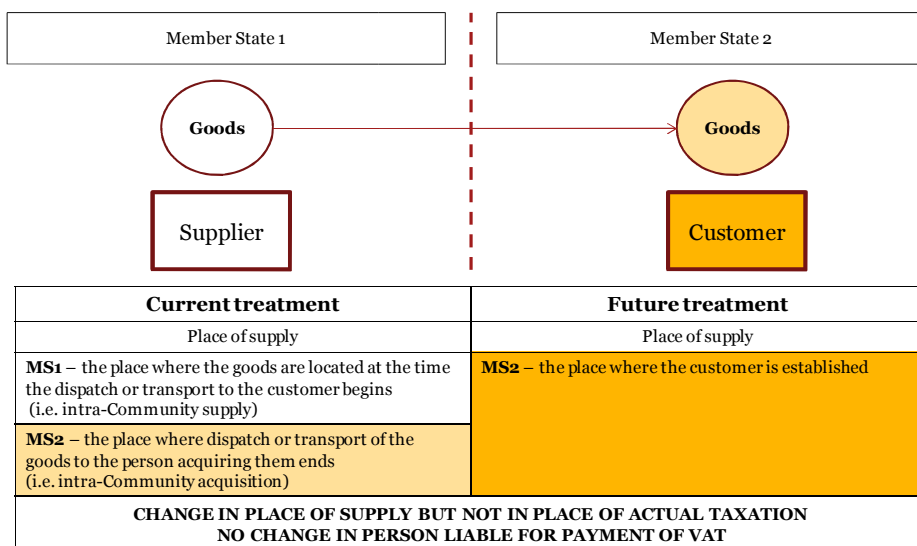 Member State 1
Member State 2
Goods
Goods
Supplier
Customer
Current treatment
Future treatment
Place of supply
Place of supply
MS1 – the place where the goods are located at the time
the dispatch or transport to the customer begins
(i.e. intra-Community supply)
MS2 – the place where the customer is established
MS2 – the place where dispatch or transport of the
goods to the person acquiring them ends
(i.e. intra-Community acquisition)
CHANGE IN PLACE OF SUPPLY BUT NOT IN PLACE OF ACTUAL TAXATION
NO CHANGE IN PERSON LIABLE FOR PAYMENT OF VAT